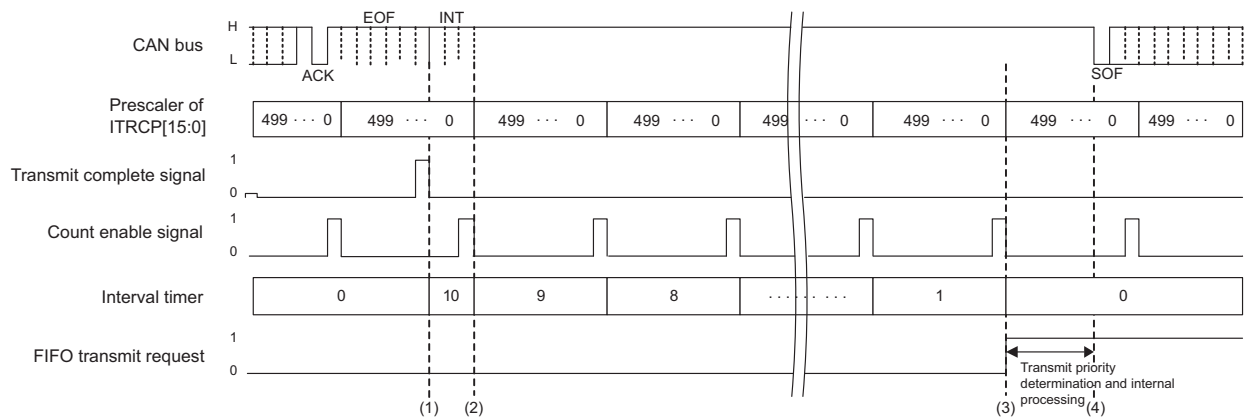 EOF INT
H
CAN bus
L
ACK
SOF
Prescaler of
ITRCP[15:0]
499 ··· 0 499 ··· 0 499 ··· 0 499 ··· 0 499 ··· 0 499 ··· 0 499 ··· 0 499 ··· 0
1
Transmit complete signal
0
1
Count enable signal
0
Interval timer 0 10 9 8 ········· 1 0
1
FIFO transmit request
0
Transmit priority
determination and internal
processing
(1) (2) (3) (4)